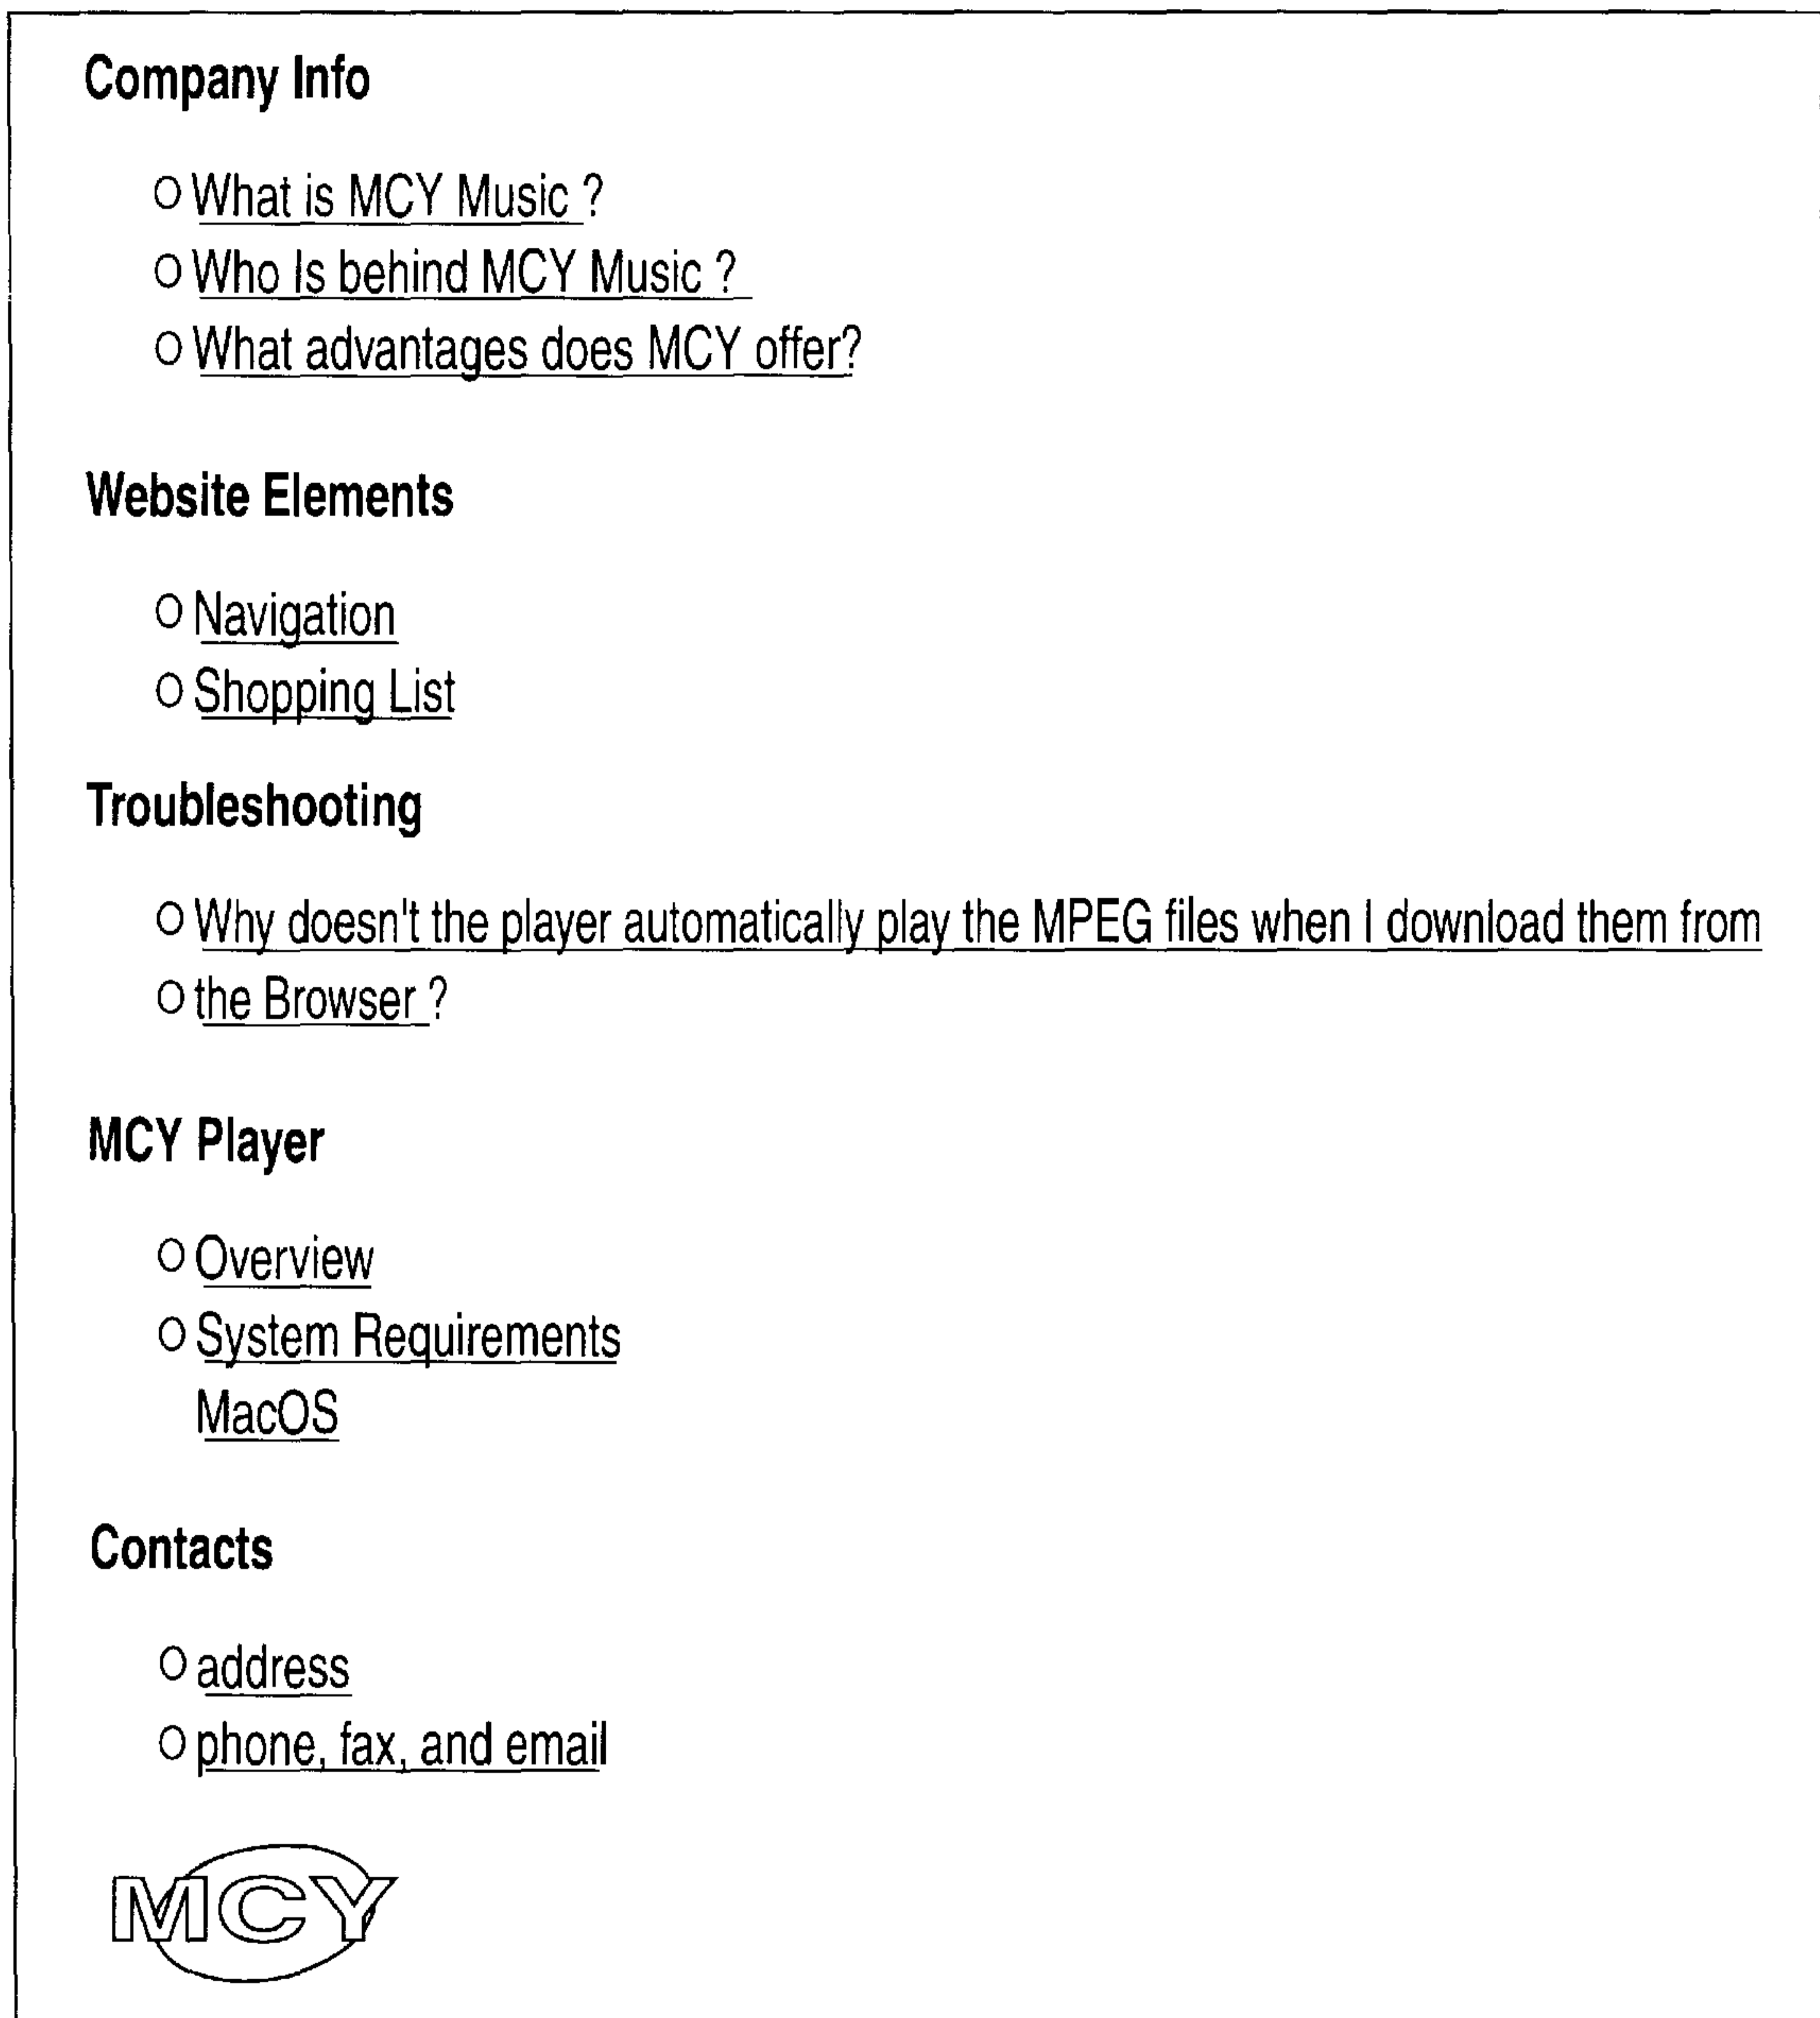 Company Info
○ What is MCY Music ?
○ Who Is behind MCY Music ?
○ What advantages does MCY offer?
Website Elements
○ Navigation
○ Shopping List
Troubleshooting
○ Why doesn't the player automatically play the MPEG files when I download them from
○ the Browser ?
MCY Player
○ Overview
○ System Requirements
MacOS
Contacts
○ address
○ phone, fax, and email
MCY